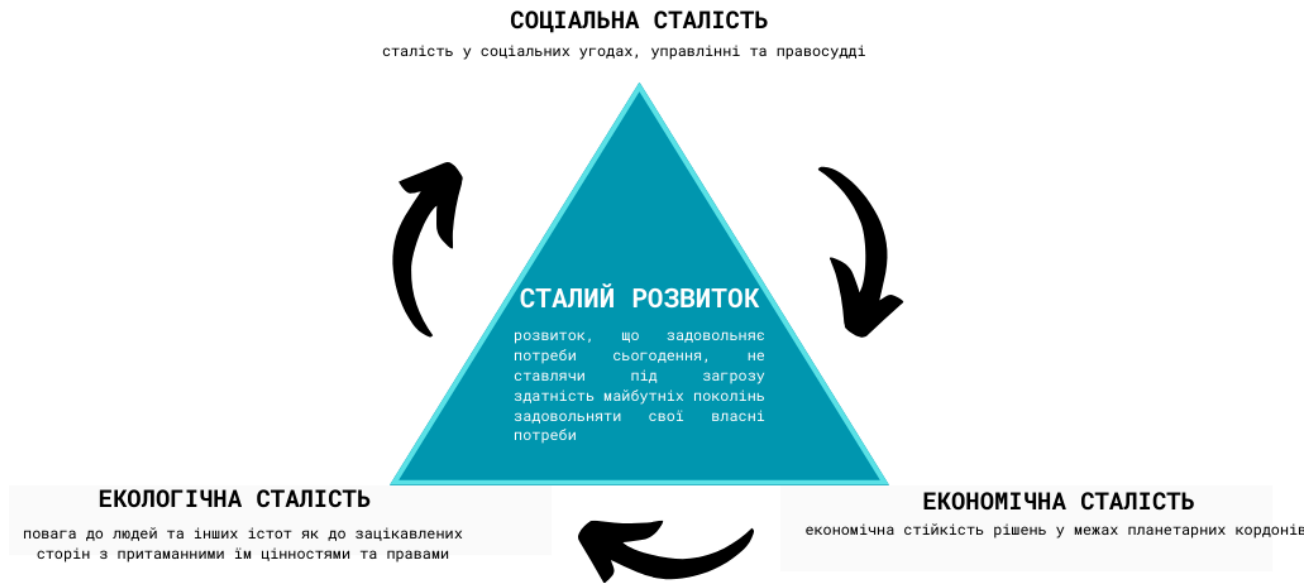 СОЦІАЛЬНА СТАЛІСТЬ
сталість у соціальних угодах, управлінні та правосудді
СТАЛИЙ РОЗВИТОК
розвиток, що задовольняє
потреби сьогодення, не
ставлячи під загрозу
здатність майбутніх поколінь
задовольняти свої власні
потреби
ЕКОЛОГІЧНА СТАЛІСТЬ
повага до людей та інших істот як до зацікавлених
сторін з притаманними їм цінностями та правами
ЕКОНОМІЧНА СТАЛІСТЬ
економічна стійкість рішень у межах планетарних кордонів